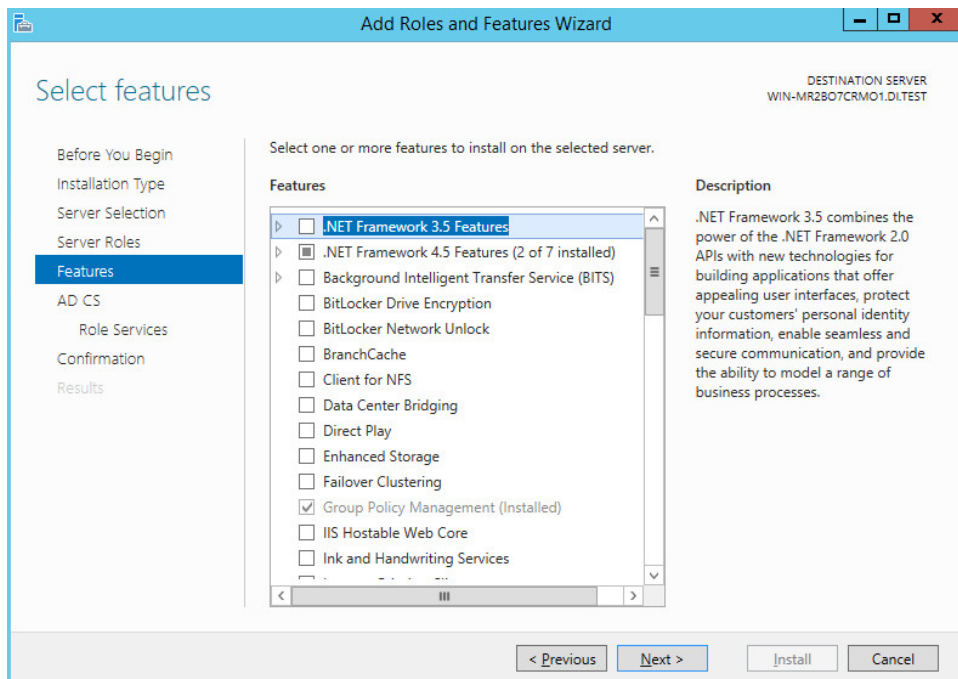 Add Roles and Features Wizard
Select features
DESTINATION SERVER
WIN-MR2BO7CRMO1.DI.TEST
Before You Begin
Installation Type
Server Selection
Server Roles
Features
AD CS
Role Services
Confirmation
Results
Select one or more features to install on the selected server.
Features
.NET Framework 3.5 Features
.NET Framework 4.5 Features (2 of 7 installed)
Background Intelligent Transfer Service (BITS)
BitLocker Drive Encryption
BitLocker Network Unlock
BranchCache
Client for NFS
Data Center Bridging
Direct Play
Enhanced Storage
Failover Clustering
Group Policy Management (Installed)
IIS Hostable Web Core
Ink and Handwriting Services
Description
.NET Framework 3.5 combines the
power of the .NET Framework 2.0
APIs with new technologies for
building applications that offer
appealing user interfaces, protect
your customers' personal identity
information, enable seamless and
secure communication, and provide
the ability to model a range of
business processes.
< Previous
Next >
Install
Cancel